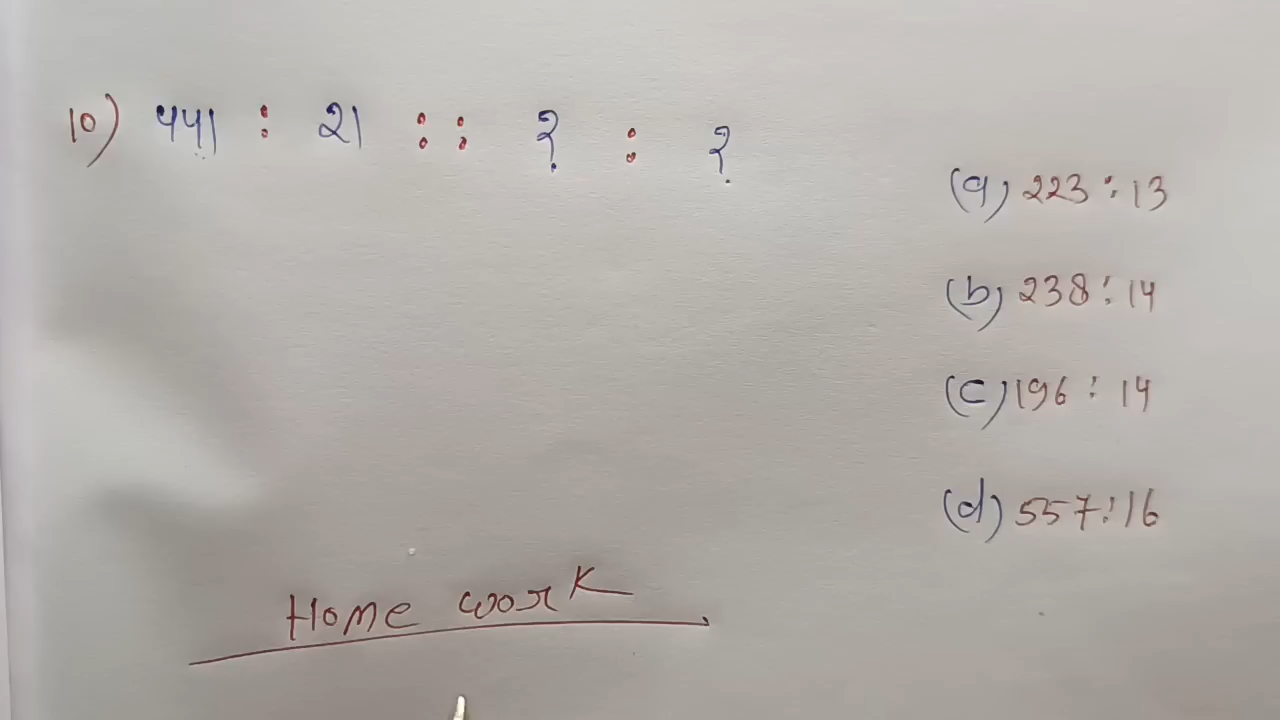 10) 441 : 21 :: ? : ?
(a) 223 : 13
(b) 238 : 14
(c) 196 : 14
(d) 557 : 16
Home work